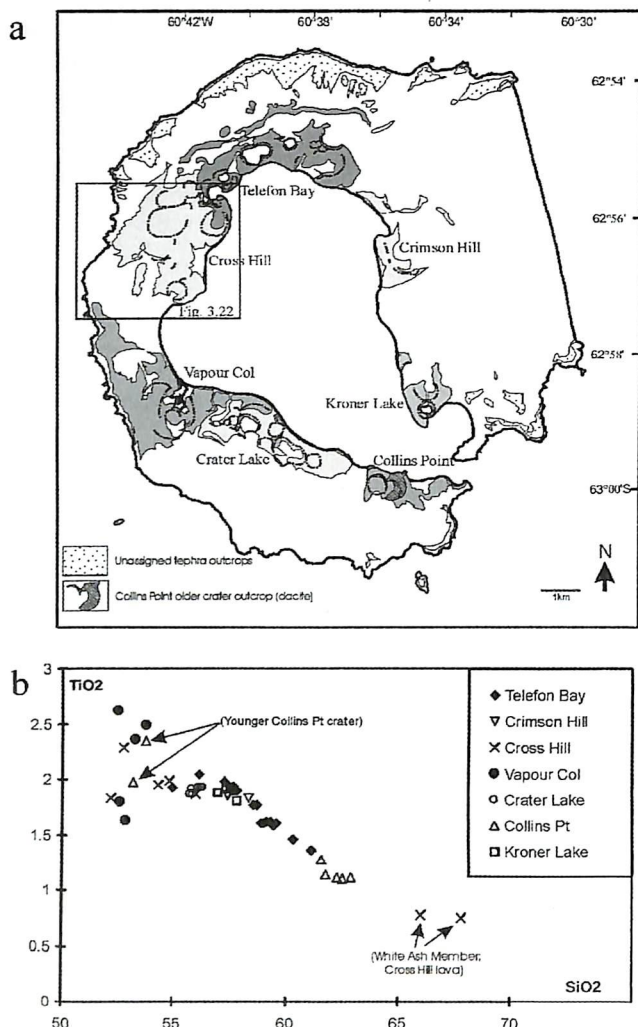 a
60°42'W
60°38'
60°34'
60°30'
62°54'
Telefon Bay
62°56'
Crimson Hill
Cross Hill
Fig. 3.22
62°58'
Vapour Col
Kroner Lake
Crater Lake
Collins Point
63°00'S
Unassigned tephra outcrops
N
Collins Point older crater outcrop (dacite)
1km
b
3
TiO2
2.5
2
1.5
1
0.5
0
(Younger Collins Pt crater)
Telefon Bay
Crimson Hill
Cross Hill
Vapour Col
Crater Lake
Collins Pt
Kroner Lake
(White Ash Member,
Cross Hill lava)
SiO2
50
55
60
65
70